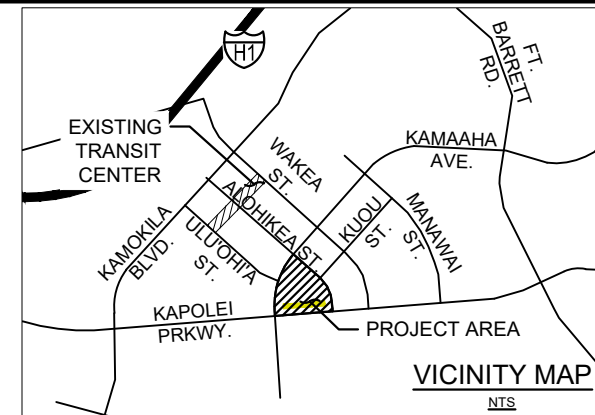 H1
FT.
BARRETT
RD.
EXISTING
TRANSIT
CENTER
WAKEA
ST.
KAMAAHA
AVE.
ALOHIKEA ST.
KUOU
ST.
MANAWAI
ST.
KAMOKILA
BLVD.
ULU'OHI'A
ST.
KAPOLEI
PRKWY.
PROJECT AREA
VICINITY MAP
NTS